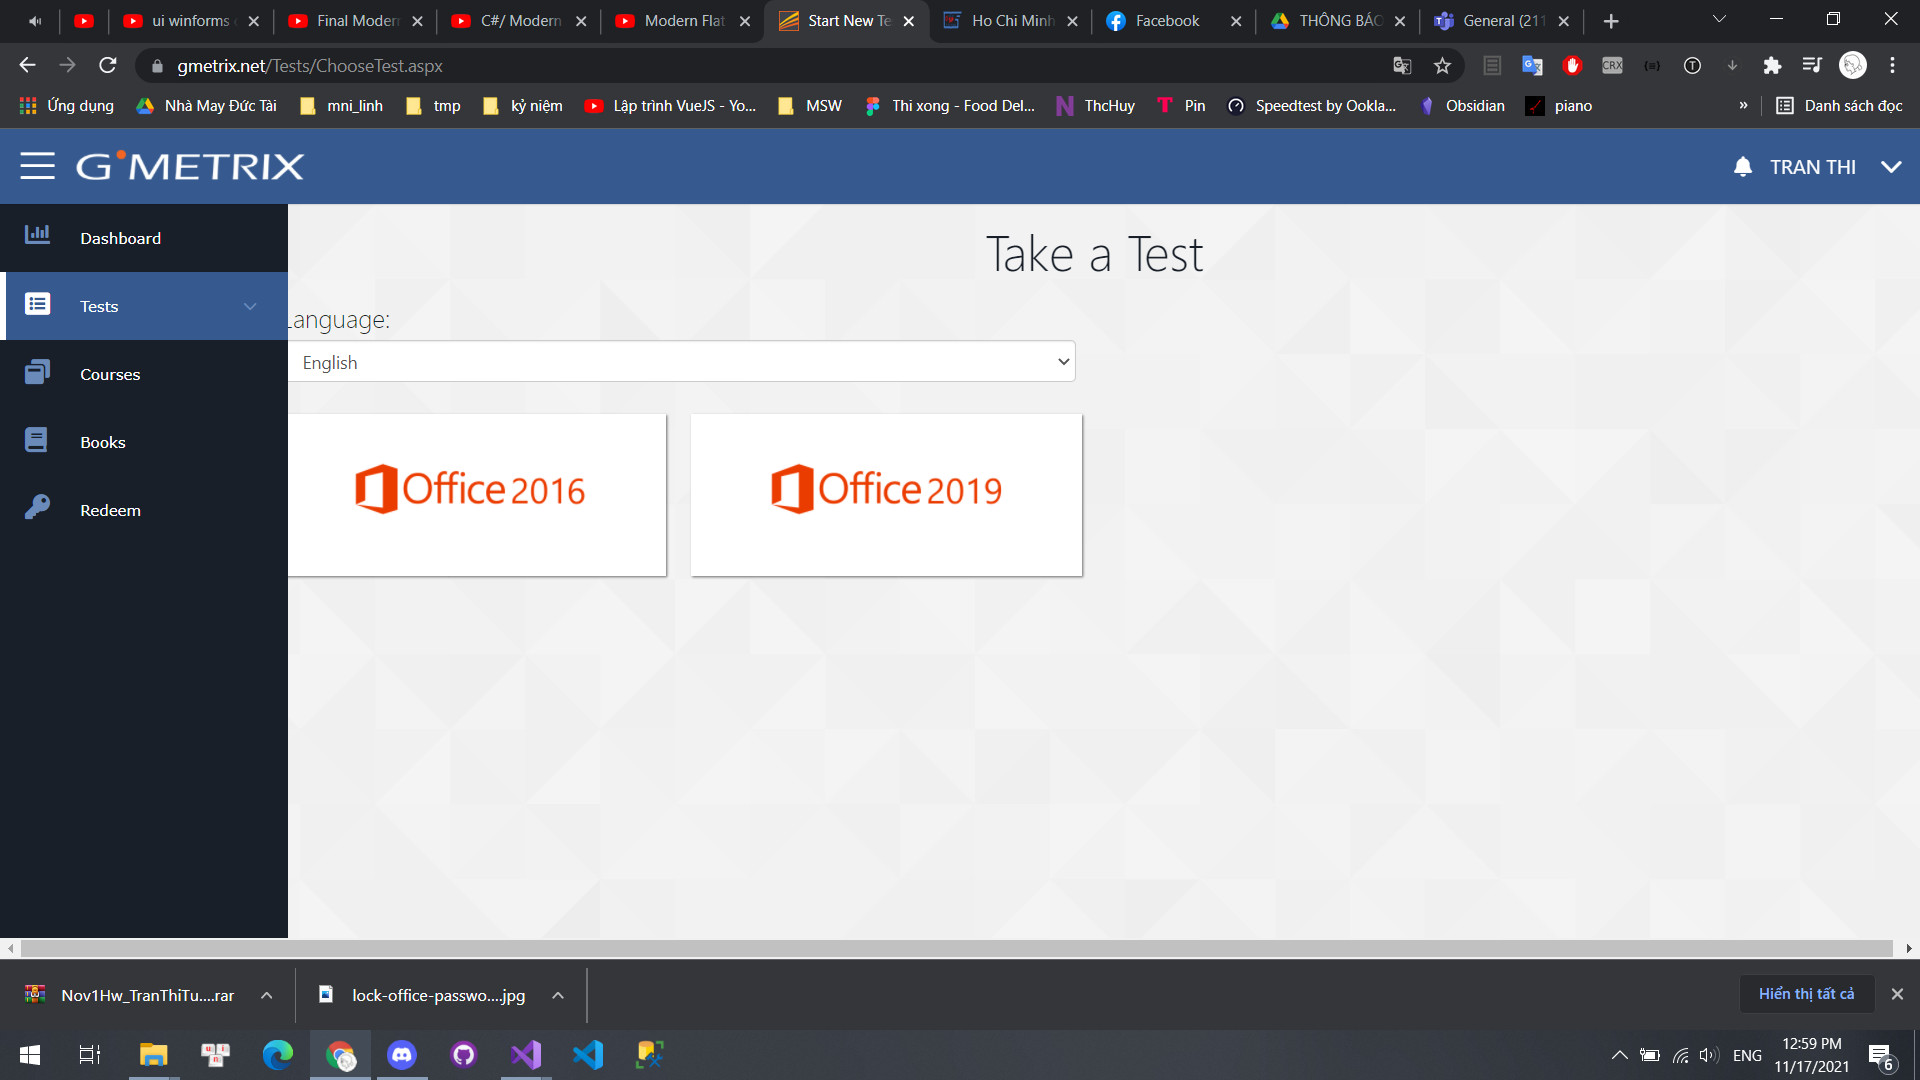 ui winforms
Final Modern
C#/ Modern
Modern Flat
Start New Te
Ho Chi Minh
Facebook
THÔNG BÁO
General (211
gmetrix.net/Tests/ChooseTest.aspx
CRX
Ứng dụng
Nhà May Đức Tài
mni_linh
tmp
kỷ niệm
Lập trình VueJS - Yo...
MSW
Thi xong - Food Del...
ThcHuy
Pin
Speedtest by Ookla...
Obsidian
piano
»
Danh sách đọc
GMETRIX
TRAN THI
Dashboard
Tests
Courses
Books
Redeem
Take a Test
Language:
English
Office 2016
Office 2019
Nov1Hw_TranThiTu....rar
lock-office-passwo....jpg
Hiển thị tất cả
ENG
12:59 PM
11/17/2021
6